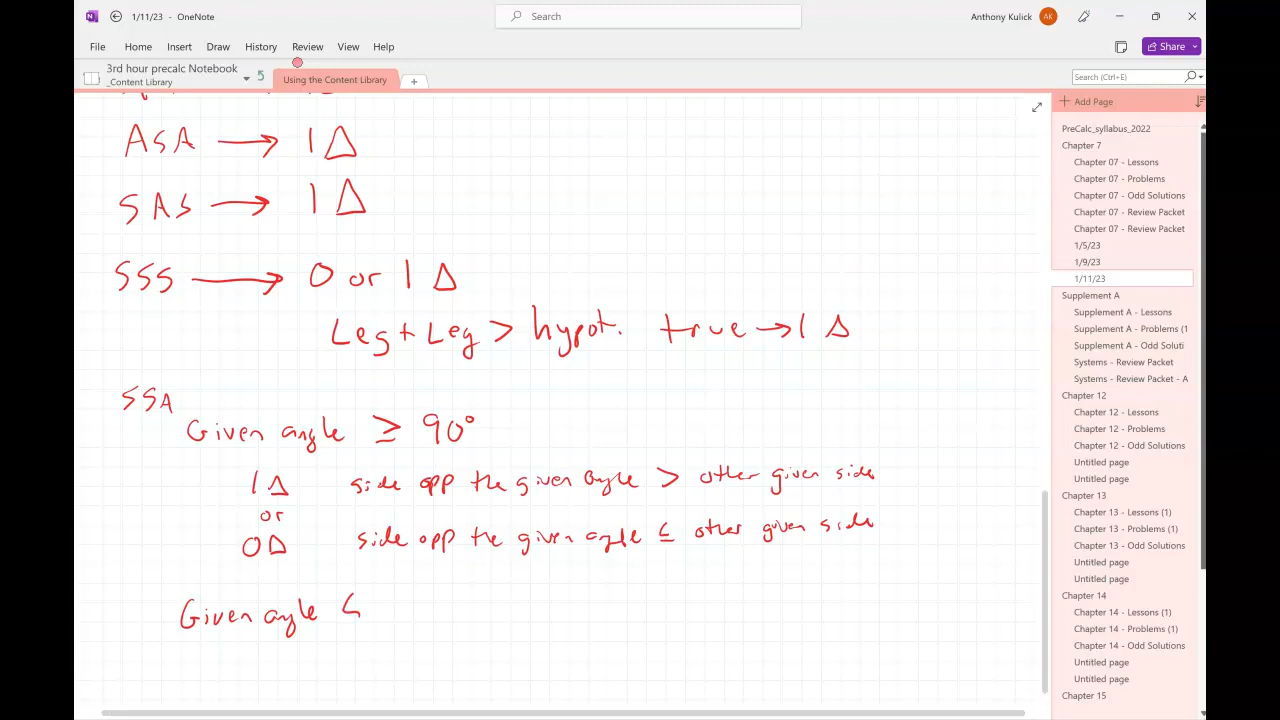 1/11/23 - OneNote
Search
Anthony Kulick
AK
File Home Insert Draw History Review View Help
Share
3rd hour precalc Notebook
_Content Library
5
Using the Content Library
+
Search (Ctrl+E)
+ Add Page
PreCalc_syllabus_2022
Chapter 7
Chapter 07 - Lessons
Chapter 07 - Problems
Chapter 07 - Odd Solutions
Chapter 07 - Review Packet
Chapter 07 - Review Packet
1/5/23
1/9/23
1/11/23
Supplement A
Supplement A - Lessons
Supplement A - Problems (1
Supplement A - Odd Soluti
Systems - Review Packet
Systems - Review Packet - A
Chapter 12
Chapter 12 - Lessons
Chapter 12 - Problems
Chapter 12 - Odd Solutions
Untitled page
Untitled page
Chapter 13
Chapter 13 - Lessons (1)
Chapter 13 - Problems (1)
Chapter 13 - Odd Solutions
Untitled page
Untitled page
Chapter 14
Chapter 14 - Lessons (1)
Chapter 14 - Problems (1)
Chapter 14 - Odd Solutions
Untitled page
Untitled page
Chapter 15
ASA → 1 Δ
SAS → 1 Δ
SSS → 0 or 1 Δ
Leg + Leg > hypot. true → 1 Δ
SSA
Given angle ≥ 90°
1 Δ side opp the given angle > other given side
or
0 Δ side opp the given angle ≤ other given side
Given angle <